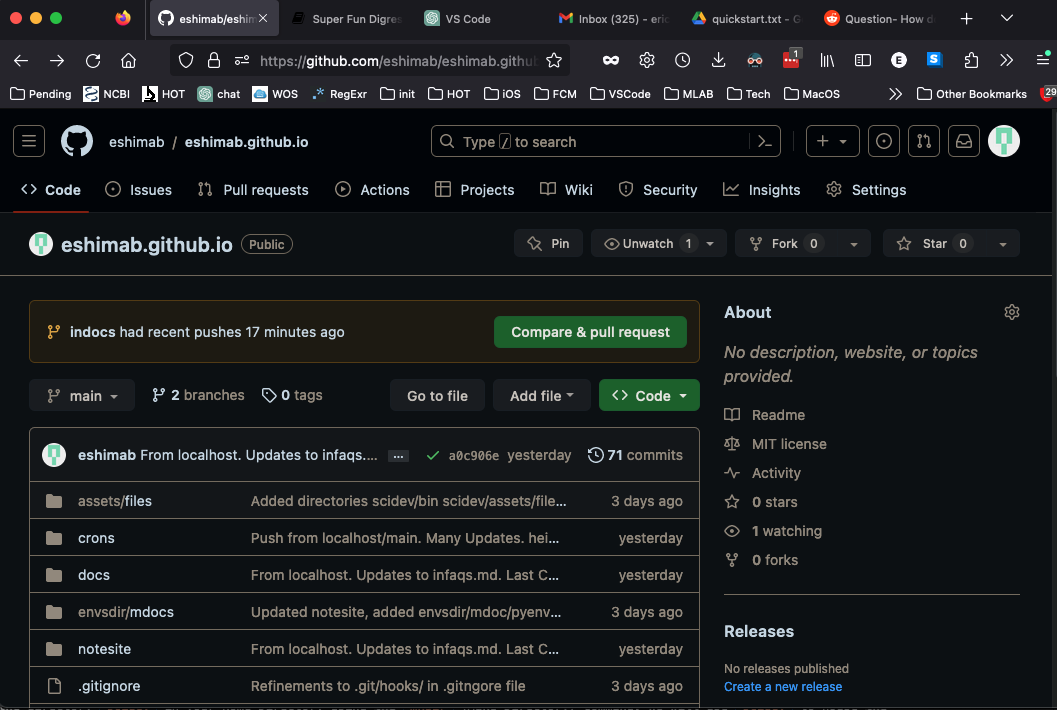 eshimab/eshim
Super Fun Digres
VS Code
Inbox (325) - eric
quickstart.txt - G
Question- How d
https://github.com/eshimab/eshimab.githu
1
E
S
Pending
NCBI
HOT
chat
WOS
RegExr
init
HOT
iOS
FCM
VSCode
MLAB
Tech
MacOS
Other Bookmarks
29
eshimab / eshimab.github.io
Type / to search
Code
Issues
Pull requests
Actions
Projects
Wiki
Security
Insights
Settings
eshimab.github.io Public
Pin
Unwatch 1
Fork 0
Star 0
indocs had recent pushes 17 minutes ago
Compare & pull request
main
2 branches
0 tags
Go to file
Add file
Code
eshimab From localhost. Updates to infaqs.... ... a0c906e yesterday 71 commits
assets/files Added directories scidev/bin scidev/assets/file... 3 days ago
crons Push from localhost/main. Many Updates. hei... yesterday
docs From localhost. Updates to infaqs.md. Last C... yesterday
envsdir/mdocs Updated notesite, added envsdir/mdoc/pyenv... 3 days ago
notesite From localhost. Updates to infaqs.md. Last C... yesterday
.gitignore Refinements to .git/hooks/ in .gitngore file 3 days ago
About
No description, website, or topics
provided.
Readme
MIT license
Activity
0 stars
1 watching
0 forks
Releases
No releases published
Create a new release